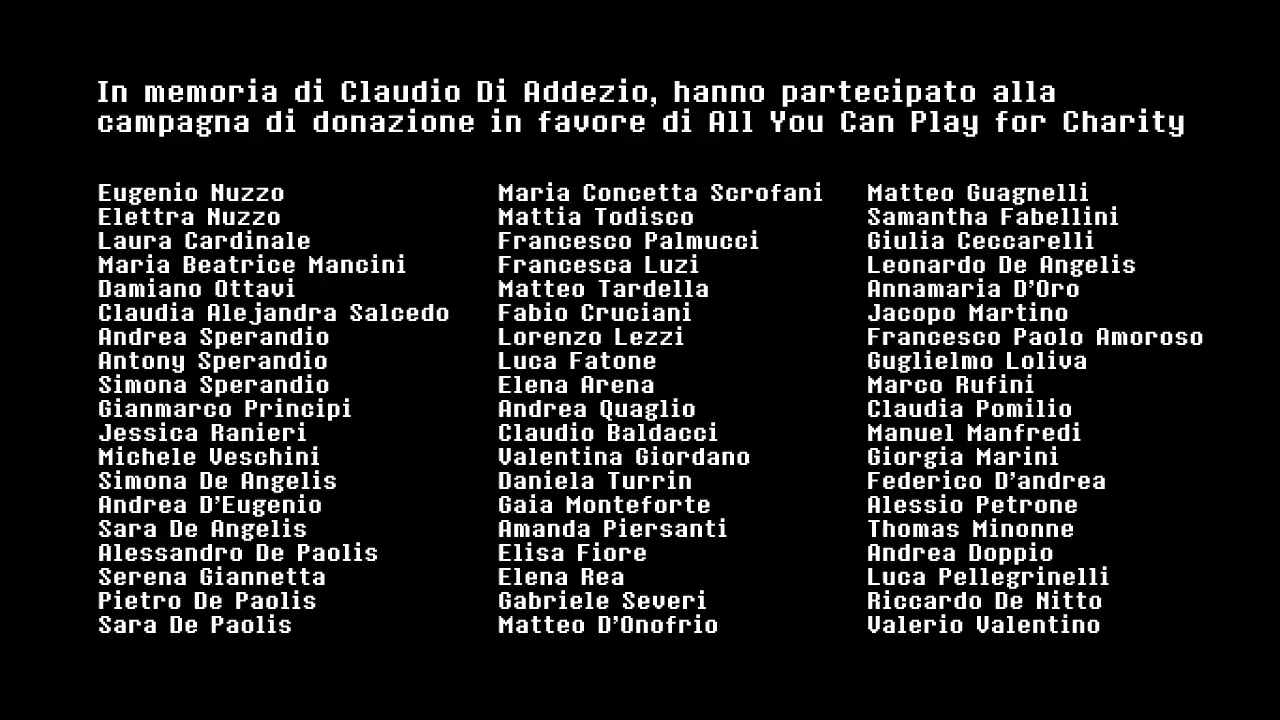 In memoria di Claudio Di Addezio, hanno partecipato alla
campagna di donazione in favore di All You Can Play for Charity
Eugenio Nuzzo
Elettra Nuzzo
Laura Cardinale
Maria Beatrice Mancini
Damiano Ottavi
Claudia Alejandra Salcedo
Andrea Sperandio
Antony Sperandio
Simona Sperandio
Gianmarco Principi
Jessica Ranieri
Michele Veschini
Simona De Angelis
Andrea D'Eugenio
Sara De Angelis
Alessandro De Paolis
Serena Giannetta
Pietro De Paolis
Sara De Paolis
Maria Concetta Scrofani
Mattia Todisco
Francesco Palmucci
Francesca Luzi
Matteo Tardella
Fabio Cruciani
Lorenzo Lezzi
Luca Fatone
Elena Arena
Andrea Quaglio
Claudio Baldacci
Valentina Giordano
Daniela Turrin
Gaia Monteforte
Amanda Piersanti
Elisa Fiore
Elena Rea
Gabriele Severi
Matteo D'Onofrio
Matteo Guagnelli
Samantha Fabellini
Giulia Ceccarelli
Leonardo De Angelis
Annamaria D'Oro
Jacopo Martino
Francesco Paolo Amoroso
Guglielmo Loliva
Marco Rufini
Claudia Pomilio
Manuel Manfredi
Giorgia Marini
Federico D'andrea
Alessio Petrone
Thomas Minonne
Andrea Doppio
Luca Pellegrinelli
Riccardo De Nitto
Valerio Valentino